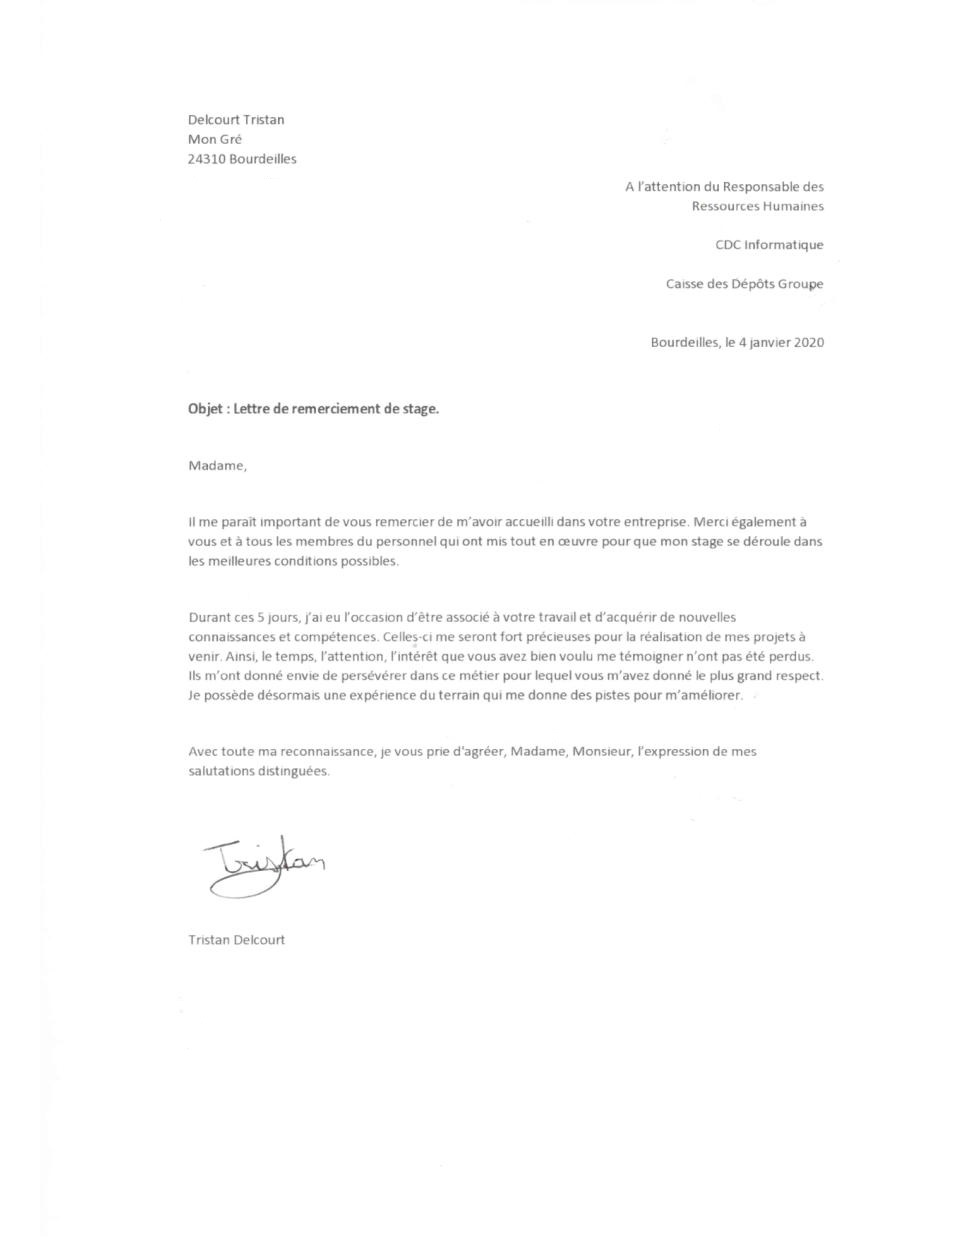 Delcourt Tristan
Mon Gré
24310 Bourdeilles
A l'attention du Responsable des
Ressources Humaines
CDC Informatique
Caisse des Dépôts Groupe
Bourdeilles, le 4 janvier 2020
Objet : Lettre de remerciement de stage.
Madame,
Il me paraît important de vous remercier de m'avoir accueilli dans votre entreprise. Merci également à
vous et à tous les membres du personnel qui ont mis tout en œuvre pour que mon stage se déroule dans
les meilleures conditions possibles.
Durant ces 5 jours, j'ai eu l'occasion d'être associé à votre travail et d'acquérir de nouvelles
connaissances et compétences. Celles-ci me seront fort précieuses pour la réalisation de mes projets à
venir. Ainsi, le temps, l'attention, l'intérêt que vous avez bien voulu me témoigner n'ont pas été perdus.
Ils m'ont donné envie de persévérer dans ce métier pour lequel vous m'avez donné le plus grand respect.
Je possède désormais une expérience du terrain qui me donne des pistes pour m'améliorer.
Avec toute ma reconnaissance, je vous prie d'agréer, Madame, Monsieur, l'expression de mes
salutations distinguées.
Tristan
Tristan Delcourt